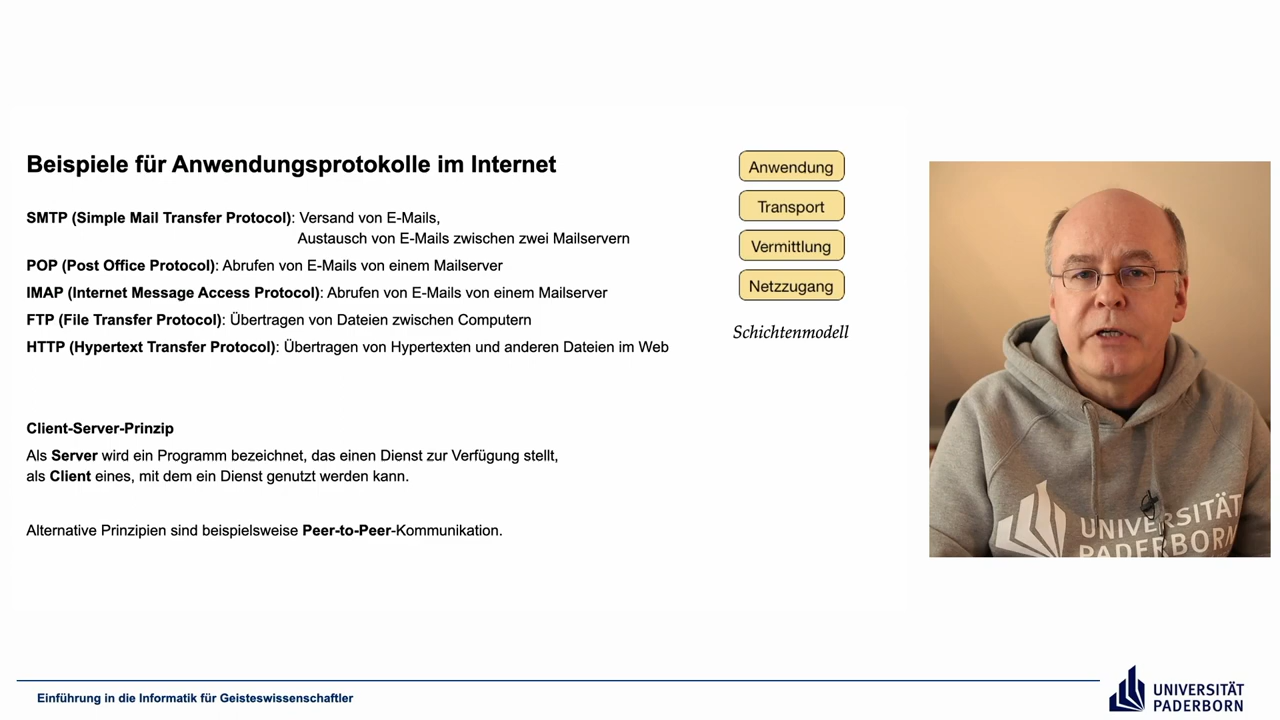 Beispiele für Anwendungsprotokolle im Internet
SMTP (Simple Mail Transfer Protocol): Versand von E-Mails,
Austausch von E-Mails zwischen zwei Mailservern
POP (Post Office Protocol): Abrufen von E-Mails von einem Mailserver
IMAP (Internet Message Access Protocol): Abrufen von E-Mails von einem Mailserver
FTP (File Transfer Protocol): Übertragen von Dateien zwischen Computern
HTTP (Hypertext Transfer Protocol): Übertragen von Hypertexten und anderen Dateien im Web
Client-Server-Prinzip
Als Server wird ein Programm bezeichnet, das einen Dienst zur Verfügung stellt,
als Client eines, mit dem ein Dienst genutzt werden kann.
Alternative Prinzipien sind beispielsweise Peer-to-Peer-Kommunikation.
Anwendung
Transport
Vermittlung
Netzzugang
Schichtenmodell
UNIVERSITÄT
PADERBORN
Einführung in die Informatik für Geisteswissenschaftler
UNIVERSITÄT
PADERBORN